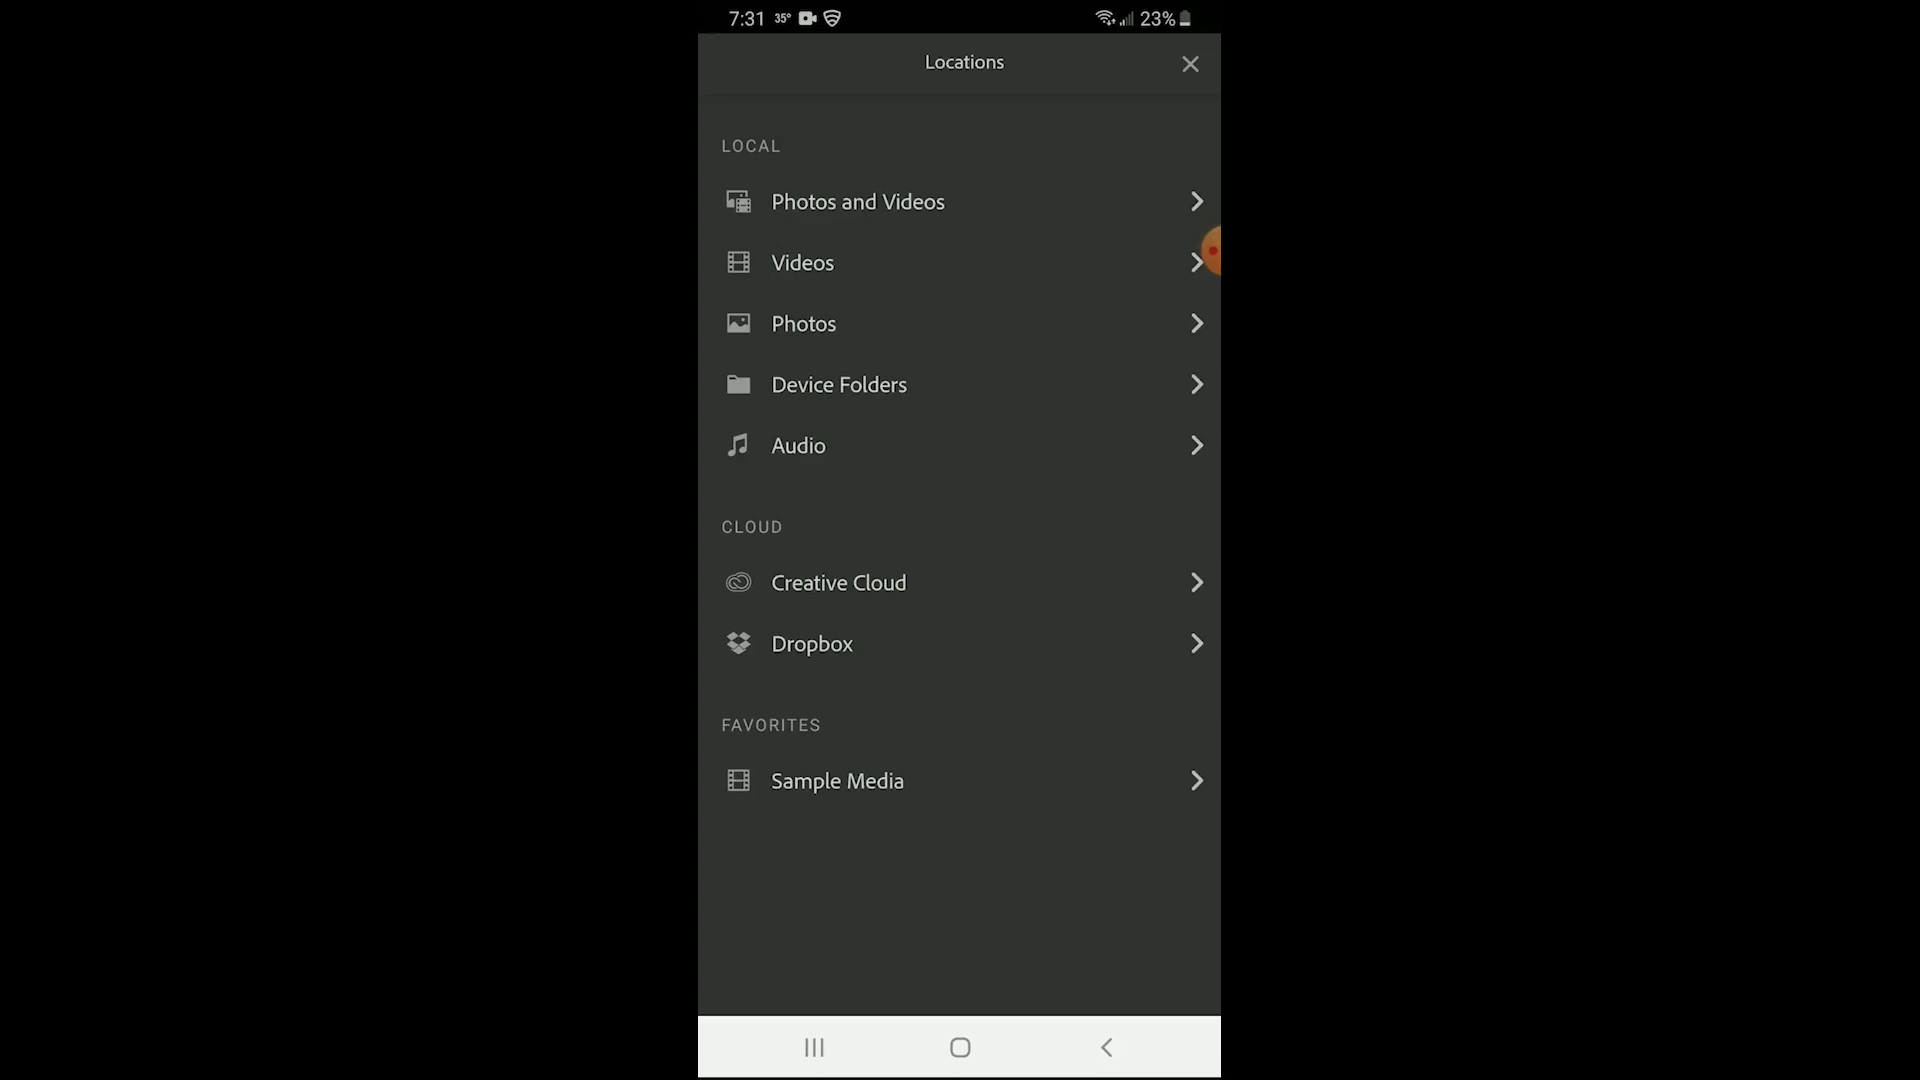 7:31 35° 23%
Locations
LOCAL
Photos and Videos
Videos
Photos
Device Folders
Audio
CLOUD
Creative Cloud
Dropbox
FAVORITES
Sample Media